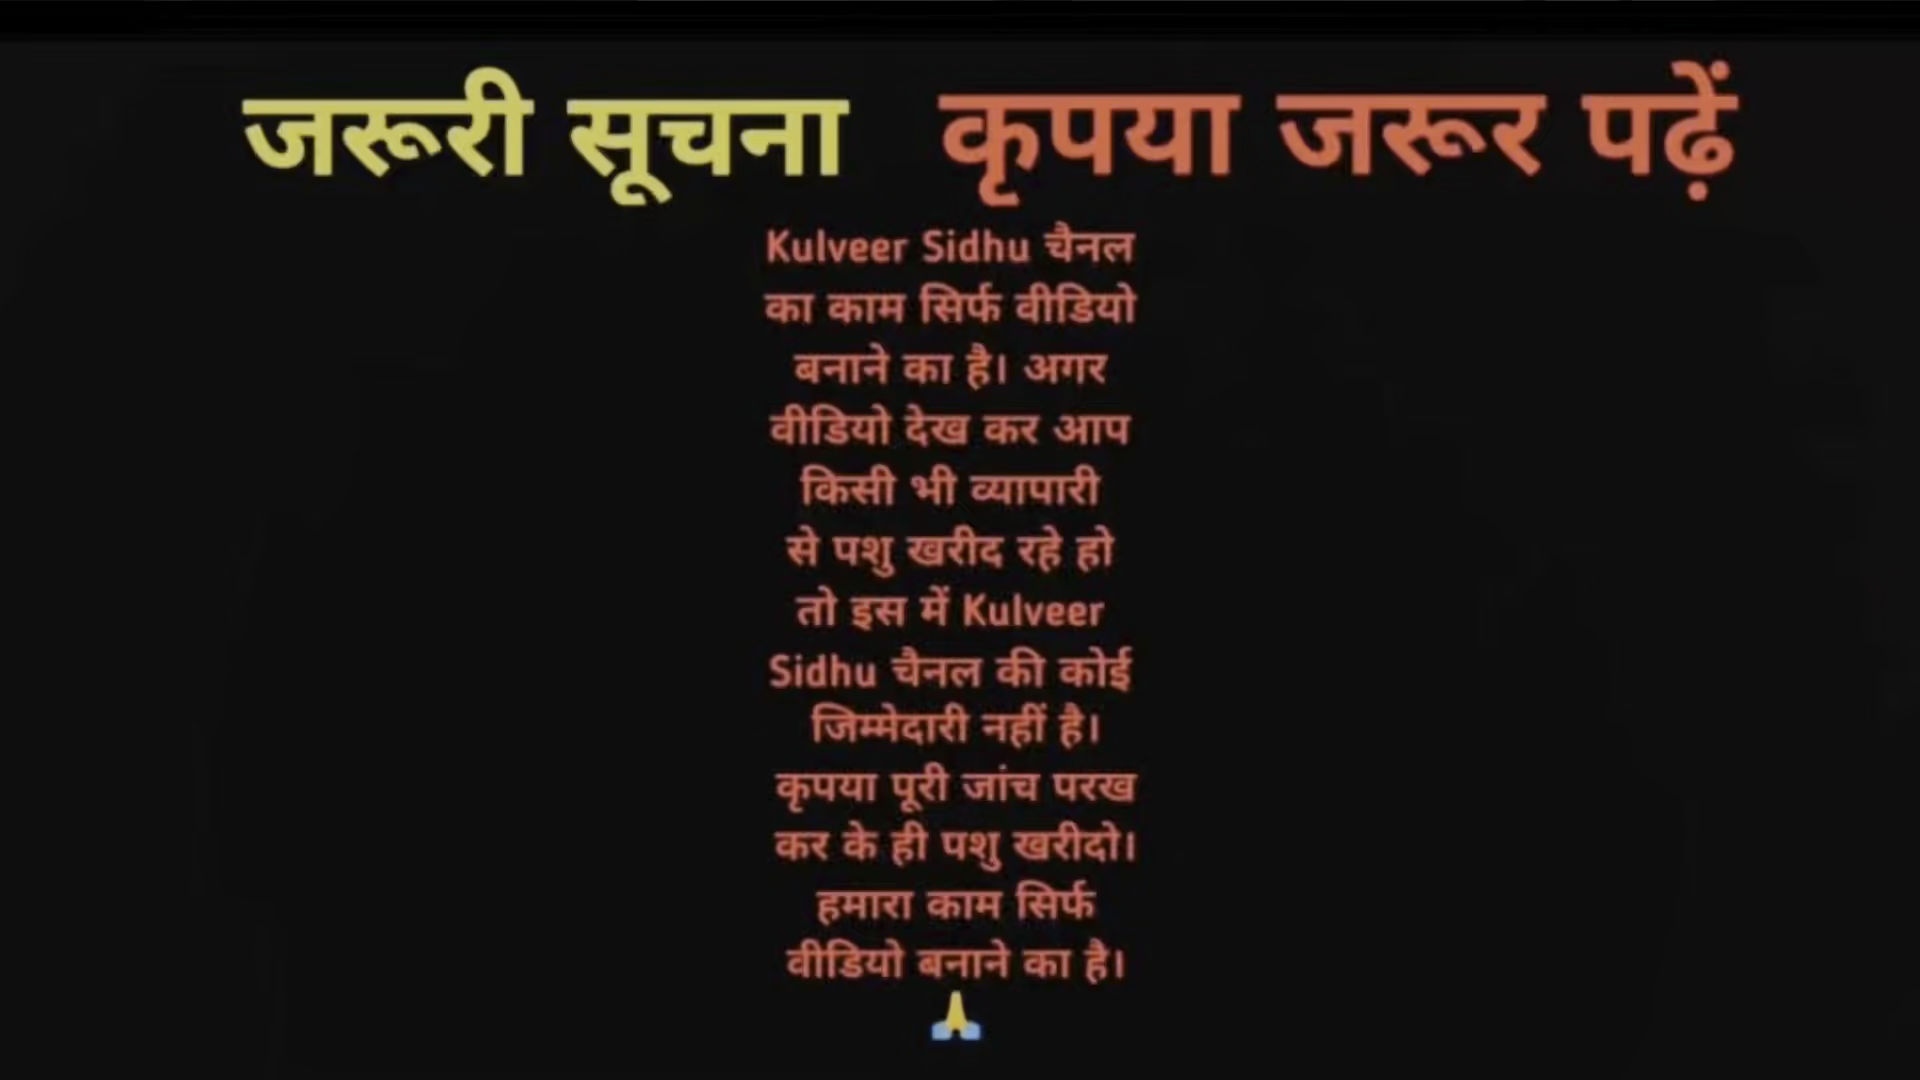 जरूरी सूचना कृपया जरूर पढ़ें
Kulveer Sidhu चैनल
का काम सिर्फ वीडियो
बनाने का है। अगर
वीडियो देख कर आप
किसी भी व्यापारी
से पशु खरीद रहे हो
तो इस में Kulveer
Sidhu चैनल की कोई
जिम्मेदारी नहीं है।
कृपया पूरी जांच परख
कर के ही पशु खरीदो।
हमारा काम सिर्फ
वीडियो बनाने का है।
🙏